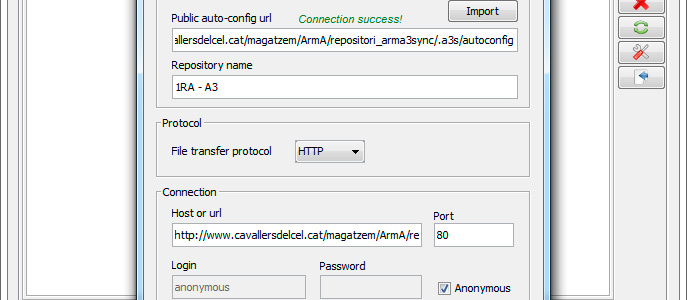 Public auto-config url
Connection success!
Import
allersdelcel.cat/magatzem/ArmA/repositori_arma3sync/.a3s/autoconfig
Repository name
1RA - A3
Protocol
File transfer protocol
HTTP
Connection
Host or url
Port
http://www.cavallersdelcel.cat/magatzem/ArmA/re
80
Login
Password
anonymous
Anonymous